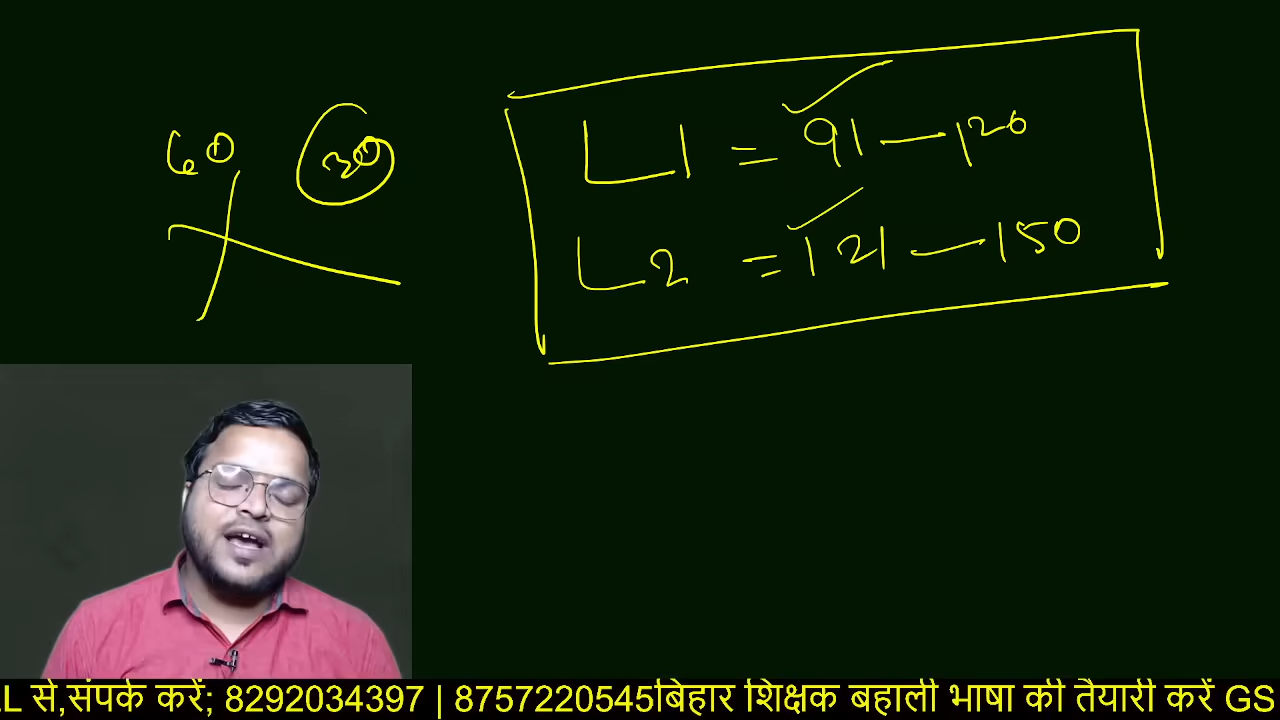 60 30
L1 = 91 — 120
L2 = 121 — 150
L से,संपर्क करें; 8292034397 | 8757220545बिहार शिक्षक बहाली भाषा की तैयारी करें GS